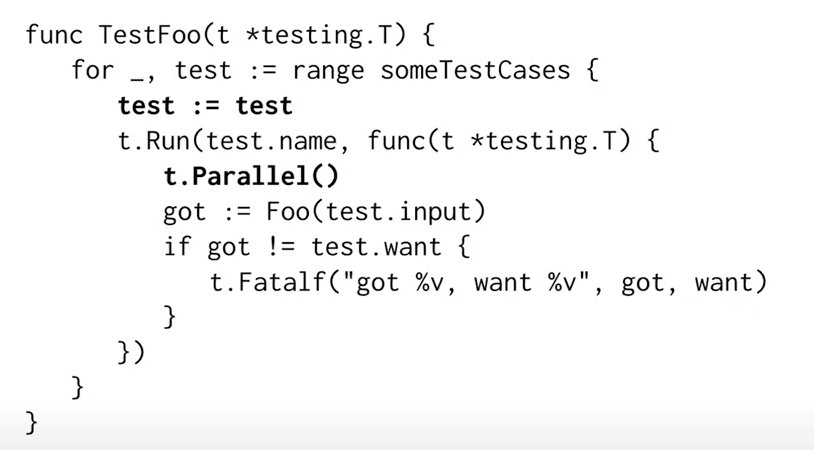 func TestFoo(t *testing.T) {
for _, test := range someTestCases {
test := test
t.Run(test.name, func(t *testing.T) {
t.Parallel()
got := Foo(test.input)
if got != test.want {
t.Fatalf("got %v, want %v", got, want)
}
})
}
}